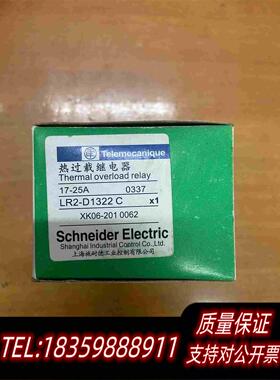 Telemecanique
热过载继电器
Thermal overload relay
17-25A 0337
LR2-D1322 C x1
XK06-201 0062
Schneider Electric
Shanghai Industrial Control Co.,Ltd.
上海施耐德工业控制有限公司
质量保证
TEL:18359888911
支持对公开票